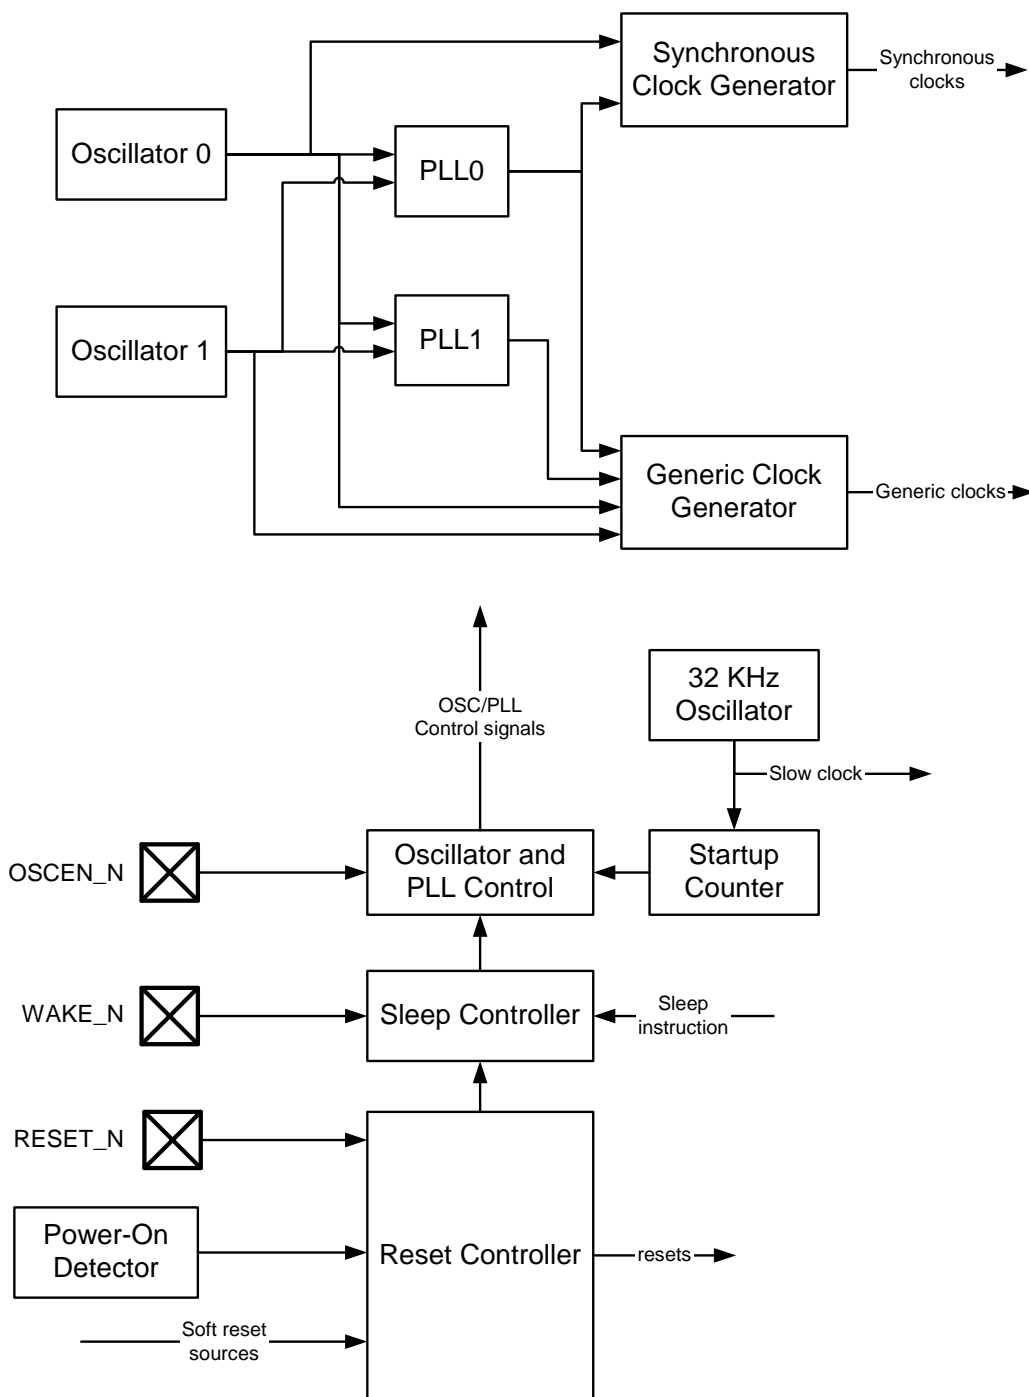 Synchronous
Clock Generator
Synchronous
clocks
Oscillator 0
PLL0
Oscillator 1
PLL1
Generic Clock
Generator
Generic clocks
OSC/PLL
Control signals
32 KHz
Oscillator
Slow clock
OSCEN_N
Oscillator and
PLL Control
Startup
Counter
WAKE_N
Sleep Controller
Sleep
instruction
RESET_N
Power-On
Detector
Reset Controller
resets
Soft reset
sources